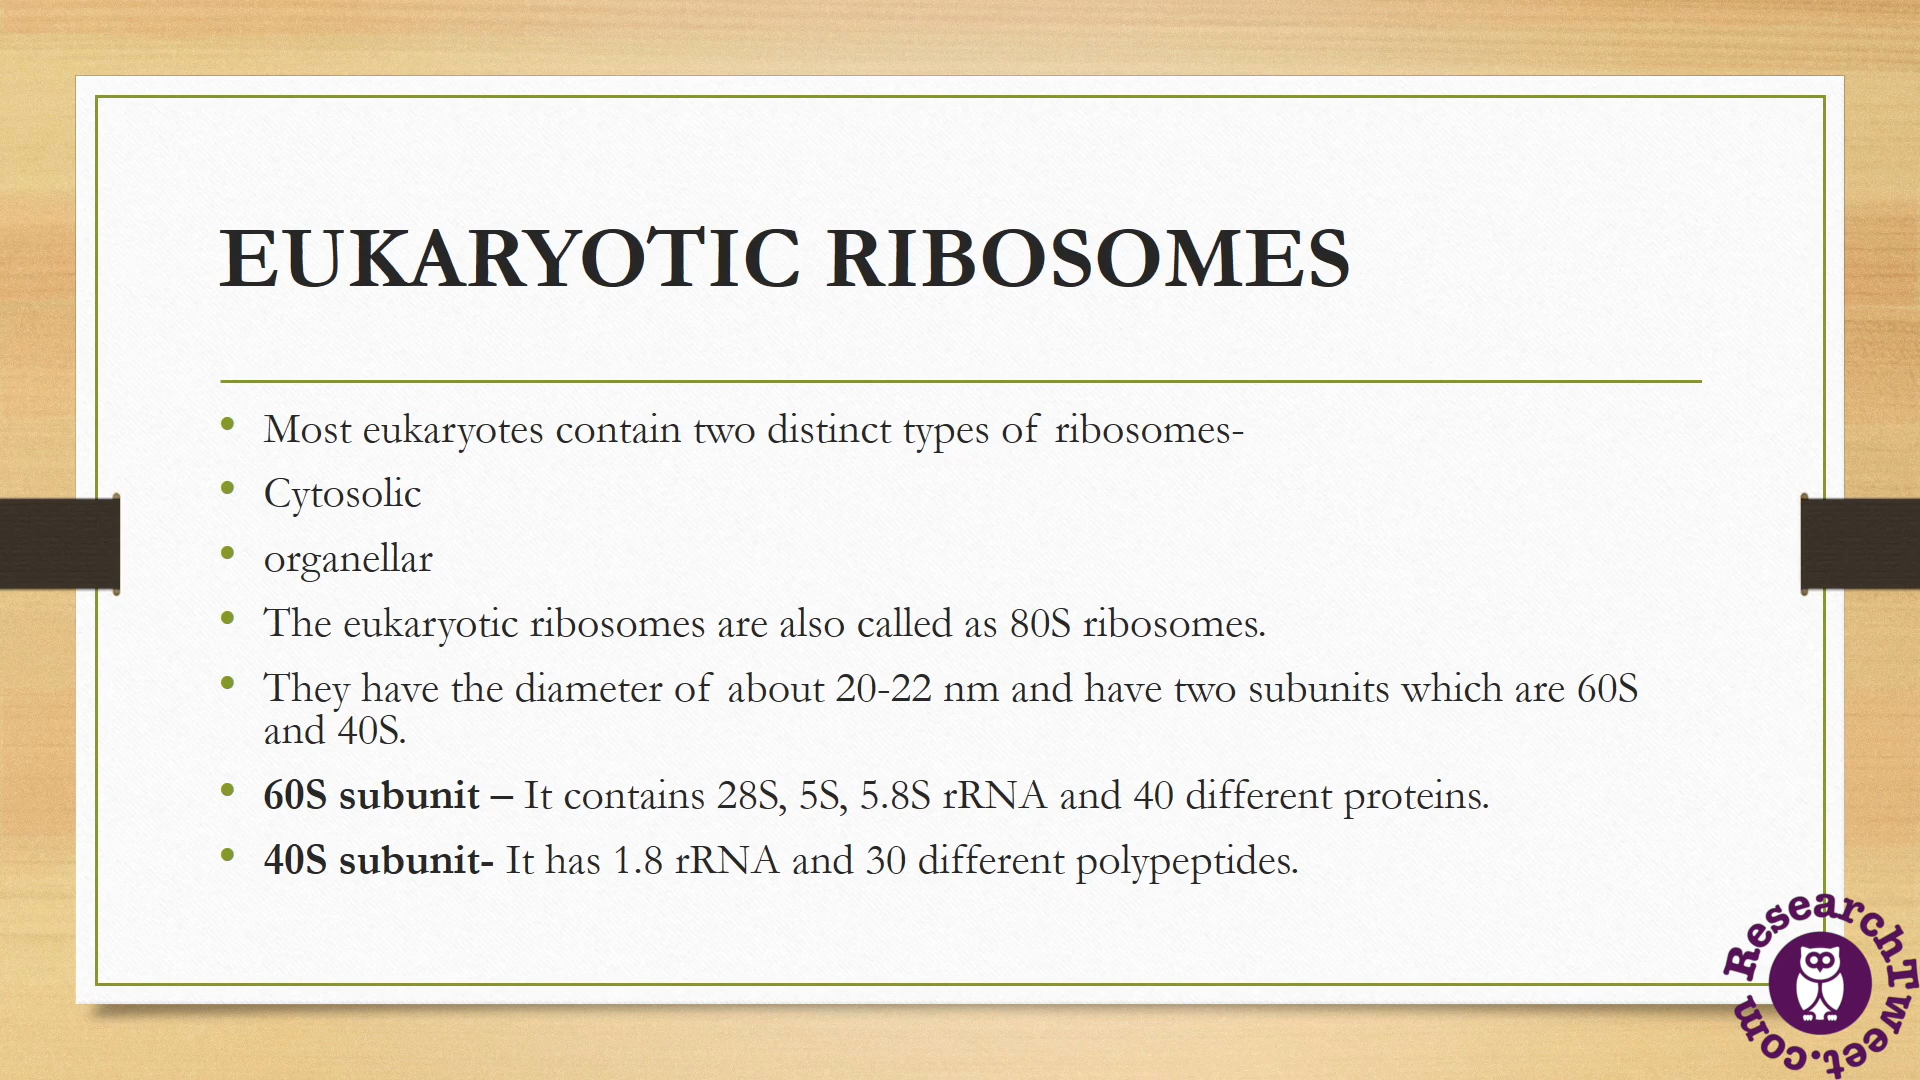 EUKARYOTIC RIBOSOMES
• Most eukaryotes contain two distinct types of ribosomes-
• Cytosolic
• organellar
• The eukaryotic ribosomes are also called as 80S ribosomes.
• They have the diameter of about 20-22 nm and have two subunits which are 60S
and 40S.
• 60S subunit – It contains 28S, 5S, 5.8S rRNA and 40 different proteins.
• 40S subunit- It has 1.8 rRNA and 30 different polypeptides.
ResearchTweet.com